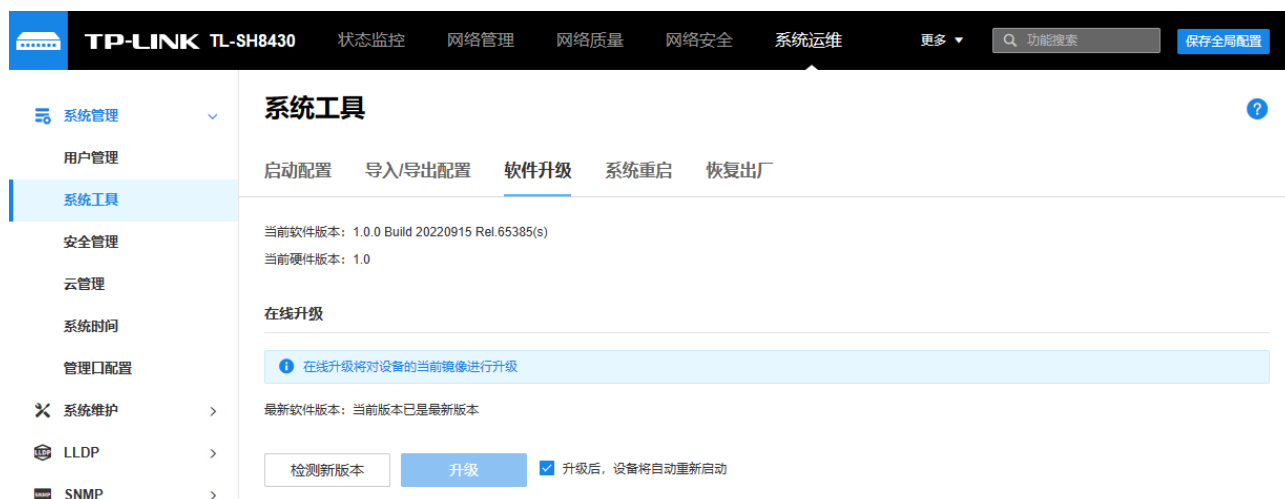 TP-LINK TL-SH8430 状态监控 网络管理 网络质量 网络安全 系统运维 更多 功能搜索 保存全局配置
系统管理
用户管理
系统工具
安全管理
云管理
系统时间
管理口配置
系统维护
LLDP LLDP
SNMP SNMP
系统工具
启动配置 导入/导出配置 软件升级 系统重启 恢复出厂
当前软件版本：1.0.0 Build 20220915 Rel.65385(s)
当前硬件版本：1.0
在线升级
在线升级将对设备的当前镜像进行升级
最新软件版本：当前版本已是最新版本
检测新版本 升级 升级后，设备将自动重新启动